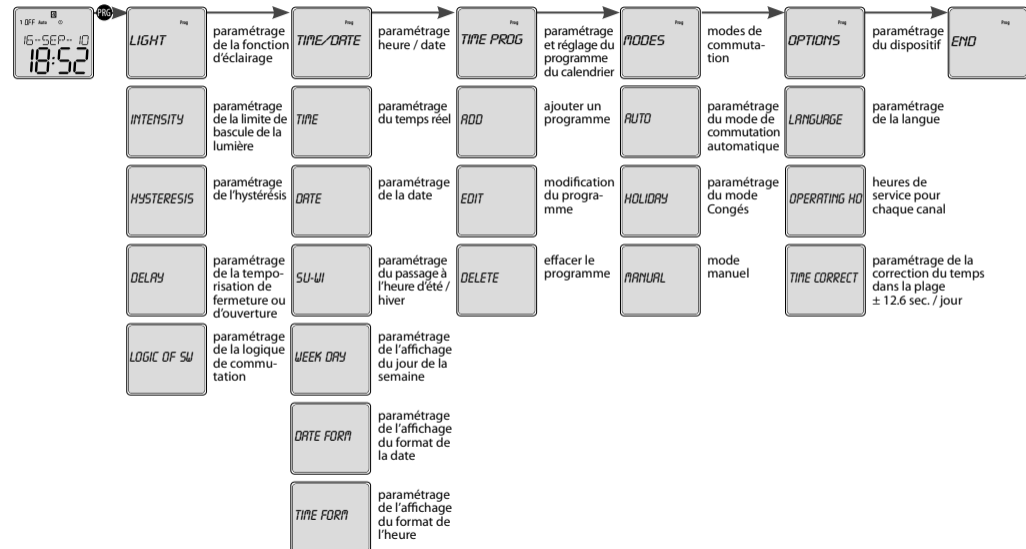 1 OFF Auto
16-SEP-10
18:52
PRG
Prog
LIGHT
paramétrage
de la fonction
d'éclairage
Prog
TIME/DATE
paramétrage
heure / date
Prog
TIME PROG
paramétrage
et réglage du
programme
du calendrier
Prog
MODES
modes de
commuta-
tion
Prog
OPTIONS
paramétrage
du dispositif
Prog
END
INTENSITY
paramétrage
de la limite de
bascule de la
lumière
TIME
paramétrage
du temps réel
ADD
ajouter un
programme
AUTO
paramétrage
du mode de
commutation
automatique
LANGUAGE
paramétrage
de la langue
HYSTERESIS
paramétrage
de l'hystérésis
DATE
paramétrage
de la date
EDIT
modification
du progra-
mme
HOLIDAY
paramétrage
du mode
Congés
OPERATING HO
heures de
service pour
chaque canal
DELAY
paramétrage
de la tempo-
risation de
fermeture ou
d'ouverture
SU-WI
paramétrage
du passage à
l'heure d'été /
hiver
DELETE
effacer le
programme
MANUAL
mode
manuel
TIME CORRECT
paramétrage de la
correction du temps
dans la plage
± 12.6 sec. / jour
LOGIC OF SW
paramétrage
de la logique
de commu-
tation
WEEK DAY
paramétrage
de l'affichage
du jour de la
semaine
DATE FORM
paramétrage
de l'affichage
du format de
la date
TIME FORM
paramétrage
de l'affichage
du format de
l'heure